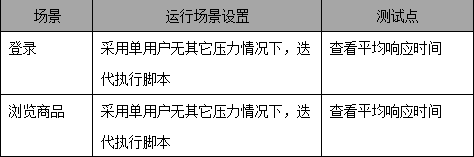 场景 运行场景设置 测试点
登录 采用单用户无其它压力情况下，迭 查看平均响应时间
代执行脚本
浏览商品 采用单用户无其它压力情况下，迭 查看平均响应时间
代执行脚本